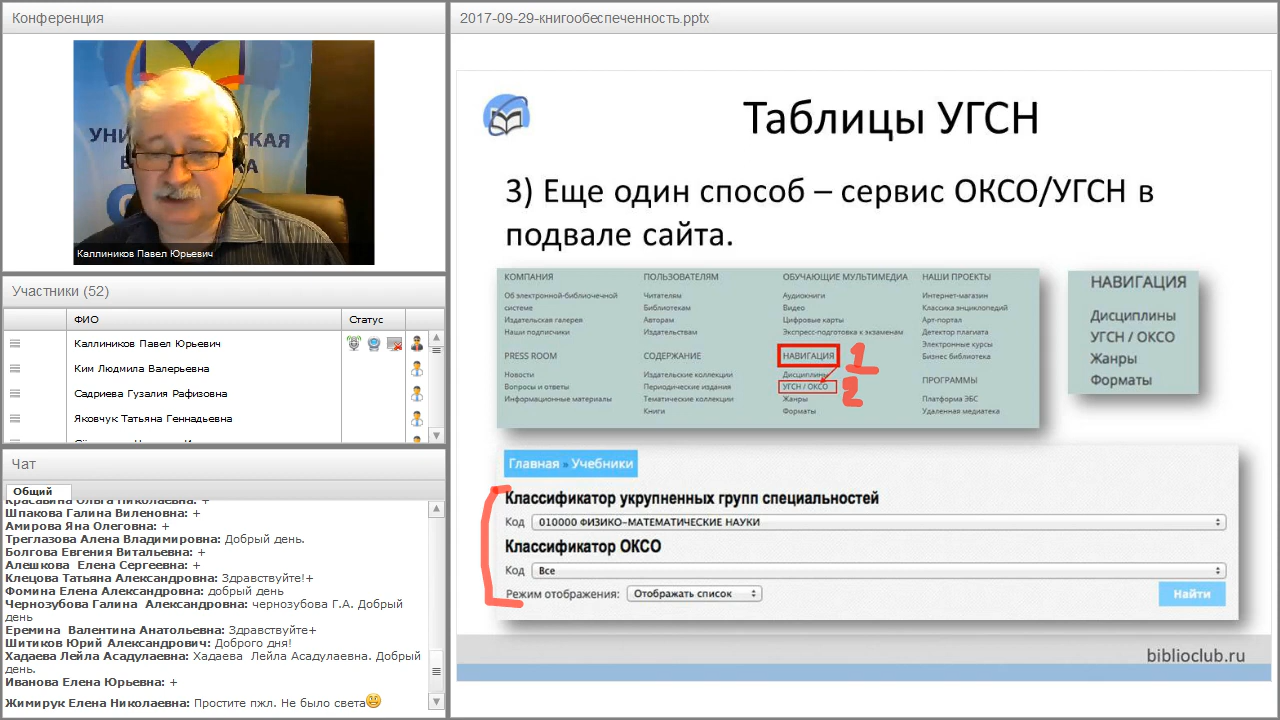 Конференция
УНИ
СКАЯ
КА
Каллиников Павел Юрьевич
Участники (52)
ФИО
Статус
Каллиников Павел Юрьевич
Ким Людмила Валерьевна
Садриева Гузалия Рафизовна
Яковчук Татьяна Геннадьевна
Чат
Общий
Красавина Ольга Николаевна: +
Шпакова Галина Виленовна: +
Амирова Яна Олеговна: +
Треглазова Алена Владимировна: Добрый день.
Болгова Евгения Витальевна: +
Алешкова Елена Сергеевна: +
Клецова Татьяна Александровна: Здравствуйте!+
Фомина Елена Александровна: добрый день
Чернозубова Галина Александровна: чернозубова Г.А. Добрый
день
Еремина Валентина Анатольевна: Здравствуйте+
Шитиков Юрий Александрович: Доброго дня!
Хадаева Лейла Асадулаевна: Хадаева Лейла Асадулаевна. Добрый
день.
Иванова Елена Юрьевна: +
Жимирук Елена Николаевна: Простите пжл. Не было света
2017-09-29-книгообеспеченность.pptx
Таблицы УГСН
3) Еще один способ – сервис ОКСО/УГСН в
подвале сайта.
КОМПАНИЯ
Об электронной-библиочечной
системе
Издательская галерея
Наши подписчики
PRESS ROOM
Новости
Вопросы и ответы
Информационные материалы
ПОЛЬЗОВАТЕЛЯМ
Читателям
Библиотекам
Авторам
Издательствам
СОДЕРЖАНИЕ
Издательские коллекции
Периодические издания
Тематические коллекции
Книги
ОБУЧАЮЩИЕ МУЛЬТИМЕДИА
Аудиокниги
Видео
Цифровые карты
Экспресс-подготовка к экзаменам
НАВИГАЦИЯ
1
Дисциплины
УГСН / ОКСО
2
Жанры
Форматы
НАШИ ПРОЕКТЫ
Интернет-магазин
Классика энциклопедий
Арт-портал
Детектор плагиата
Электронные курсы
Бизнес библиотека
ПРОГРАММЫ
Платформа ЭБС
Удаленная медиатека
НАВИГАЦИЯ
Дисциплины
УГСН / ОКСО
Жанры
Форматы
Главная » Учебники
Классификатор укрупненных групп специальностей
Код 010000 ФИЗИКО-МАТЕМАТИЧЕСКИЕ НАУКИ
Классификатор ОКСО
Код Все
Режим отображения: Отображать список
Найти
biblioclub.ru